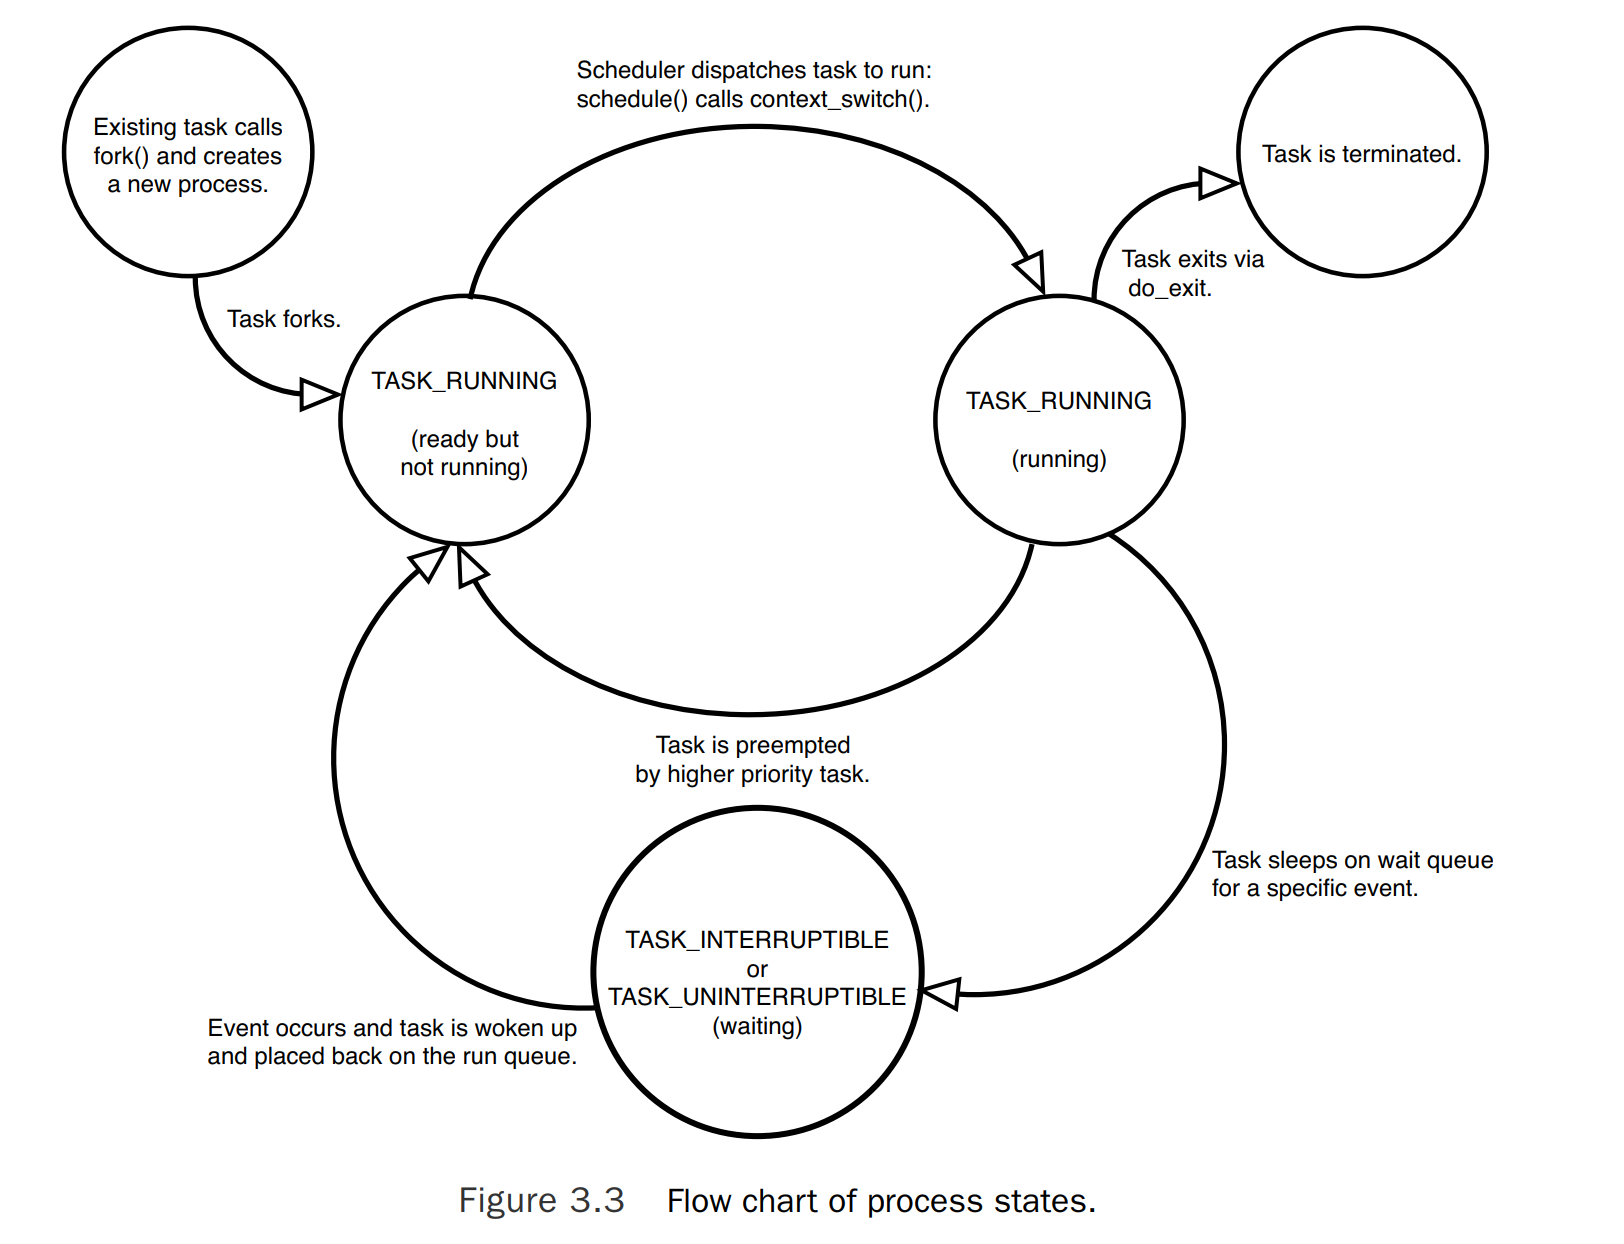 Existing task calls
fork() and creates
a new process.
Scheduler dispatches task to run:
schedule() calls context_switch().
Task is terminated.
Task exits via
do_exit.
Task forks.
TASK_RUNNING
(ready but
not running)
TASK_RUNNING
(running)
Task is preempted
by higher priority task.
Task sleeps on wait queue
for a specific event.
TASK_INTERRUPTIBLE
or
TASK_UNINTERRUPTIBLE
(waiting)
Event occurs and task is woken up
and placed back on the run queue.
Figure 3.3 Flow chart of process states.